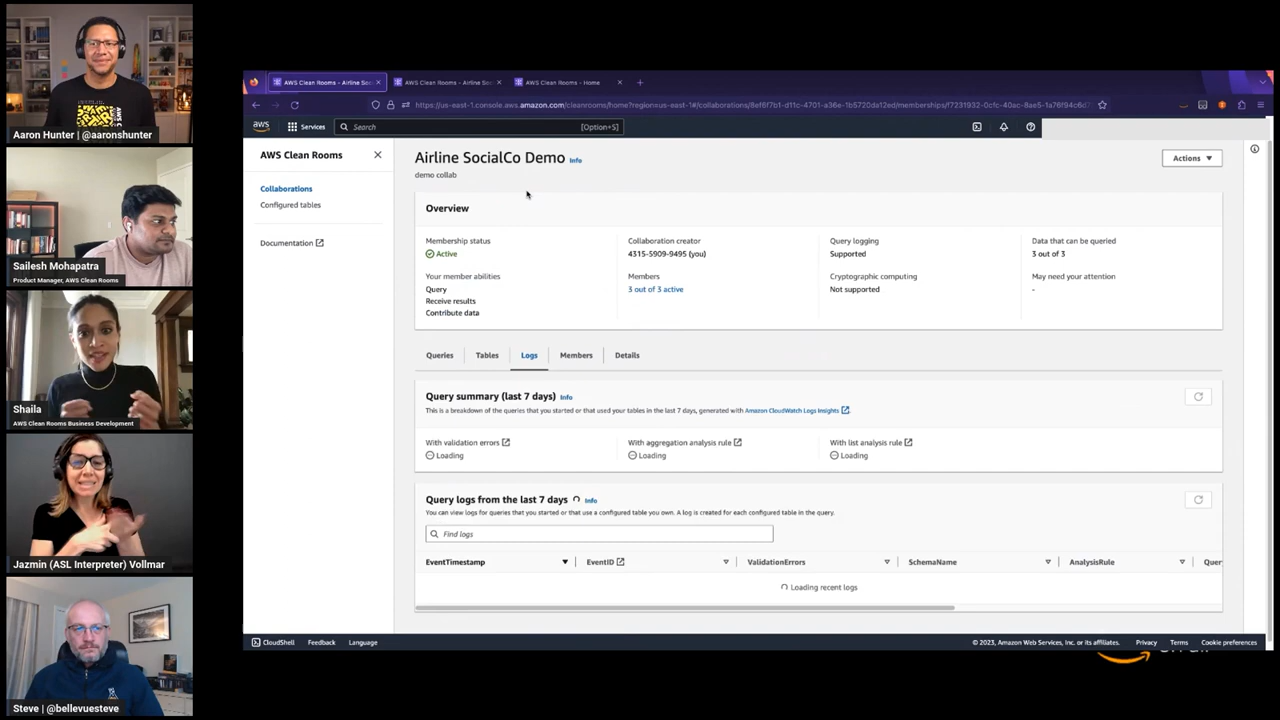 Aaron Hunter | @aaronshunter
Sailesh Mohapatra
Product Manager, AWS Clean Rooms
Shaila
AWS Clean Rooms Business Development
Jazmin (ASL Interpreter) Vollmar
Steve | @bellevuesteve
AWS Clean Rooms - Airline Soc
AWS Clean Rooms - Airline Soc
AWS Clean Rooms - Home
aws
Services
Search
[Option+S]
AWS Clean Rooms
Collaborations
Configured tables
Documentation
Airline SocialCo Demo Info
demo collab
Actions
Overview
Membership status
Active
Your member abilities
Query
Receive results
Contribute data
Collaboration creator
4315-5909-9495 (you)
Members
3 out of 3 active
Query logging
Supported
Cryptographic computing
Not supported
Data that can be queried
3 out of 3
May need your attention
-
Queries Tables Logs Members Details
Query summary (last 7 days) Info
This is a breakdown of the queries that you started or that used your tables in the last 7 days, generated with Amazon CloudWatch Logs Insights.
With validation errors
Loading
With aggregation analysis rule
Loading
With list analysis rule
Loading
Query logs from the last 7 days Info
You can view logs for queries that you started or that use a configured table you own. A log is created for each configured table in the query.
Find logs
EventTimestamp EventID ValidationErrors SchemaName AnalysisRule Quer
Loading recent logs
CloudShell Feedback Language
© 2023, Amazon Web Services, Inc. or its affiliates. Privacy Terms Cookie preferences